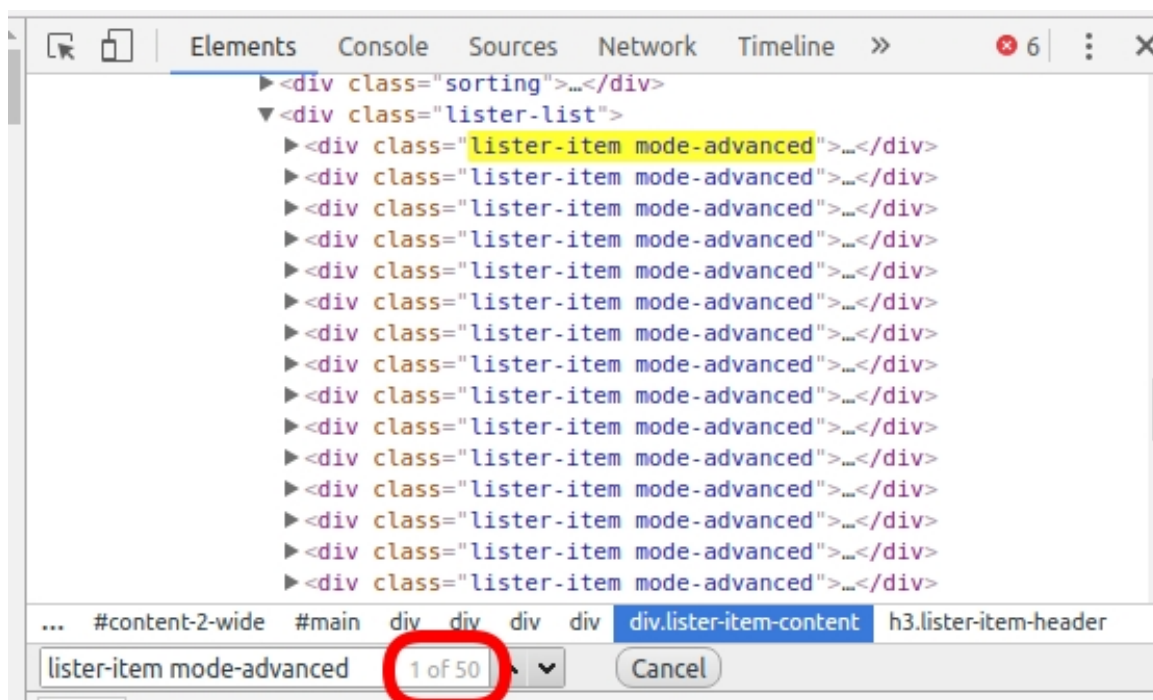 Elements Console Sources Network Timeline » 6
▶<div class="sorting">…</div>
▼<div class="lister-list">
▶<div class="lister-item mode-advanced">…</div>
▶<div class="lister-item mode-advanced">…</div>
▶<div class="lister-item mode-advanced">…</div>
▶<div class="lister-item mode-advanced">…</div>
▶<div class="lister-item mode-advanced">…</div>
▶<div class="lister-item mode-advanced">…</div>
▶<div class="lister-item mode-advanced">…</div>
▶<div class="lister-item mode-advanced">…</div>
▶<div class="lister-item mode-advanced">…</div>
▶<div class="lister-item mode-advanced">…</div>
▶<div class="lister-item mode-advanced">…</div>
▶<div class="lister-item mode-advanced">…</div>
▶<div class="lister-item mode-advanced">…</div>
▶<div class="lister-item mode-advanced">…</div>
... #content-2-wide #main div div div div div.lister-item-content h3.lister-item-header
lister-item mode-advanced 1 of 50 Cancel